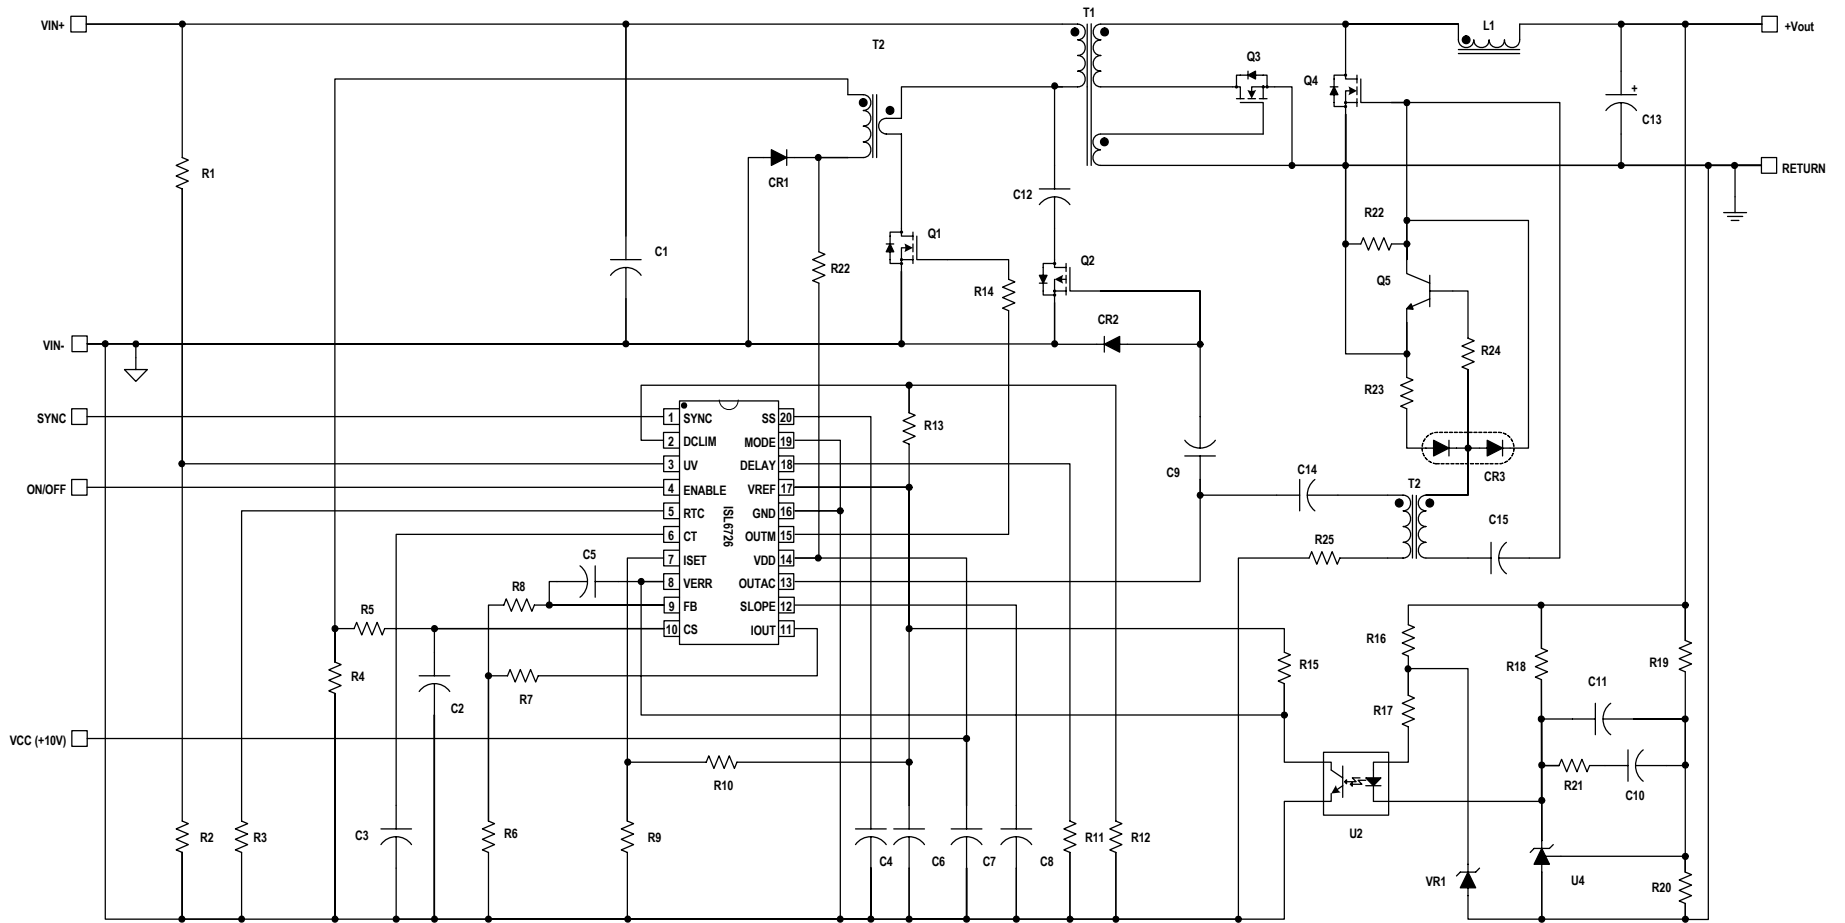 T1
VIN+
L1
+Vout
T2
Q3
Q4
C13
R1
CR1
C12
RETURN
R22
Q1
C1
R22
Q2
R14
Q5
VIN-
CR2
R24
R23
SYNC
1 SYNC
SS 20
R13
2 DCLIM
MODE 19
3 UV
DELAY 18
C9
C14
CR3
ON/OFF
4 ENABLE
VREF 17
T2
5 RTC
GND 16
ISL6726
6 CT
OUTM 15
C15
R25
C5
7 ISET
VDD 14
R8
8 VERR
OUTAC 13
9 FB
SLOPE 12
R5
10 CS
IOUT 11
R16
R18
R19
R15
R4
C2
R7
C11
R17
VCC (+10V)
R10
R21
C10
R2
R3
C3
R6
R9
C4
C6
C7
C8
R11
R12
U2
VR1
U4
R20
+